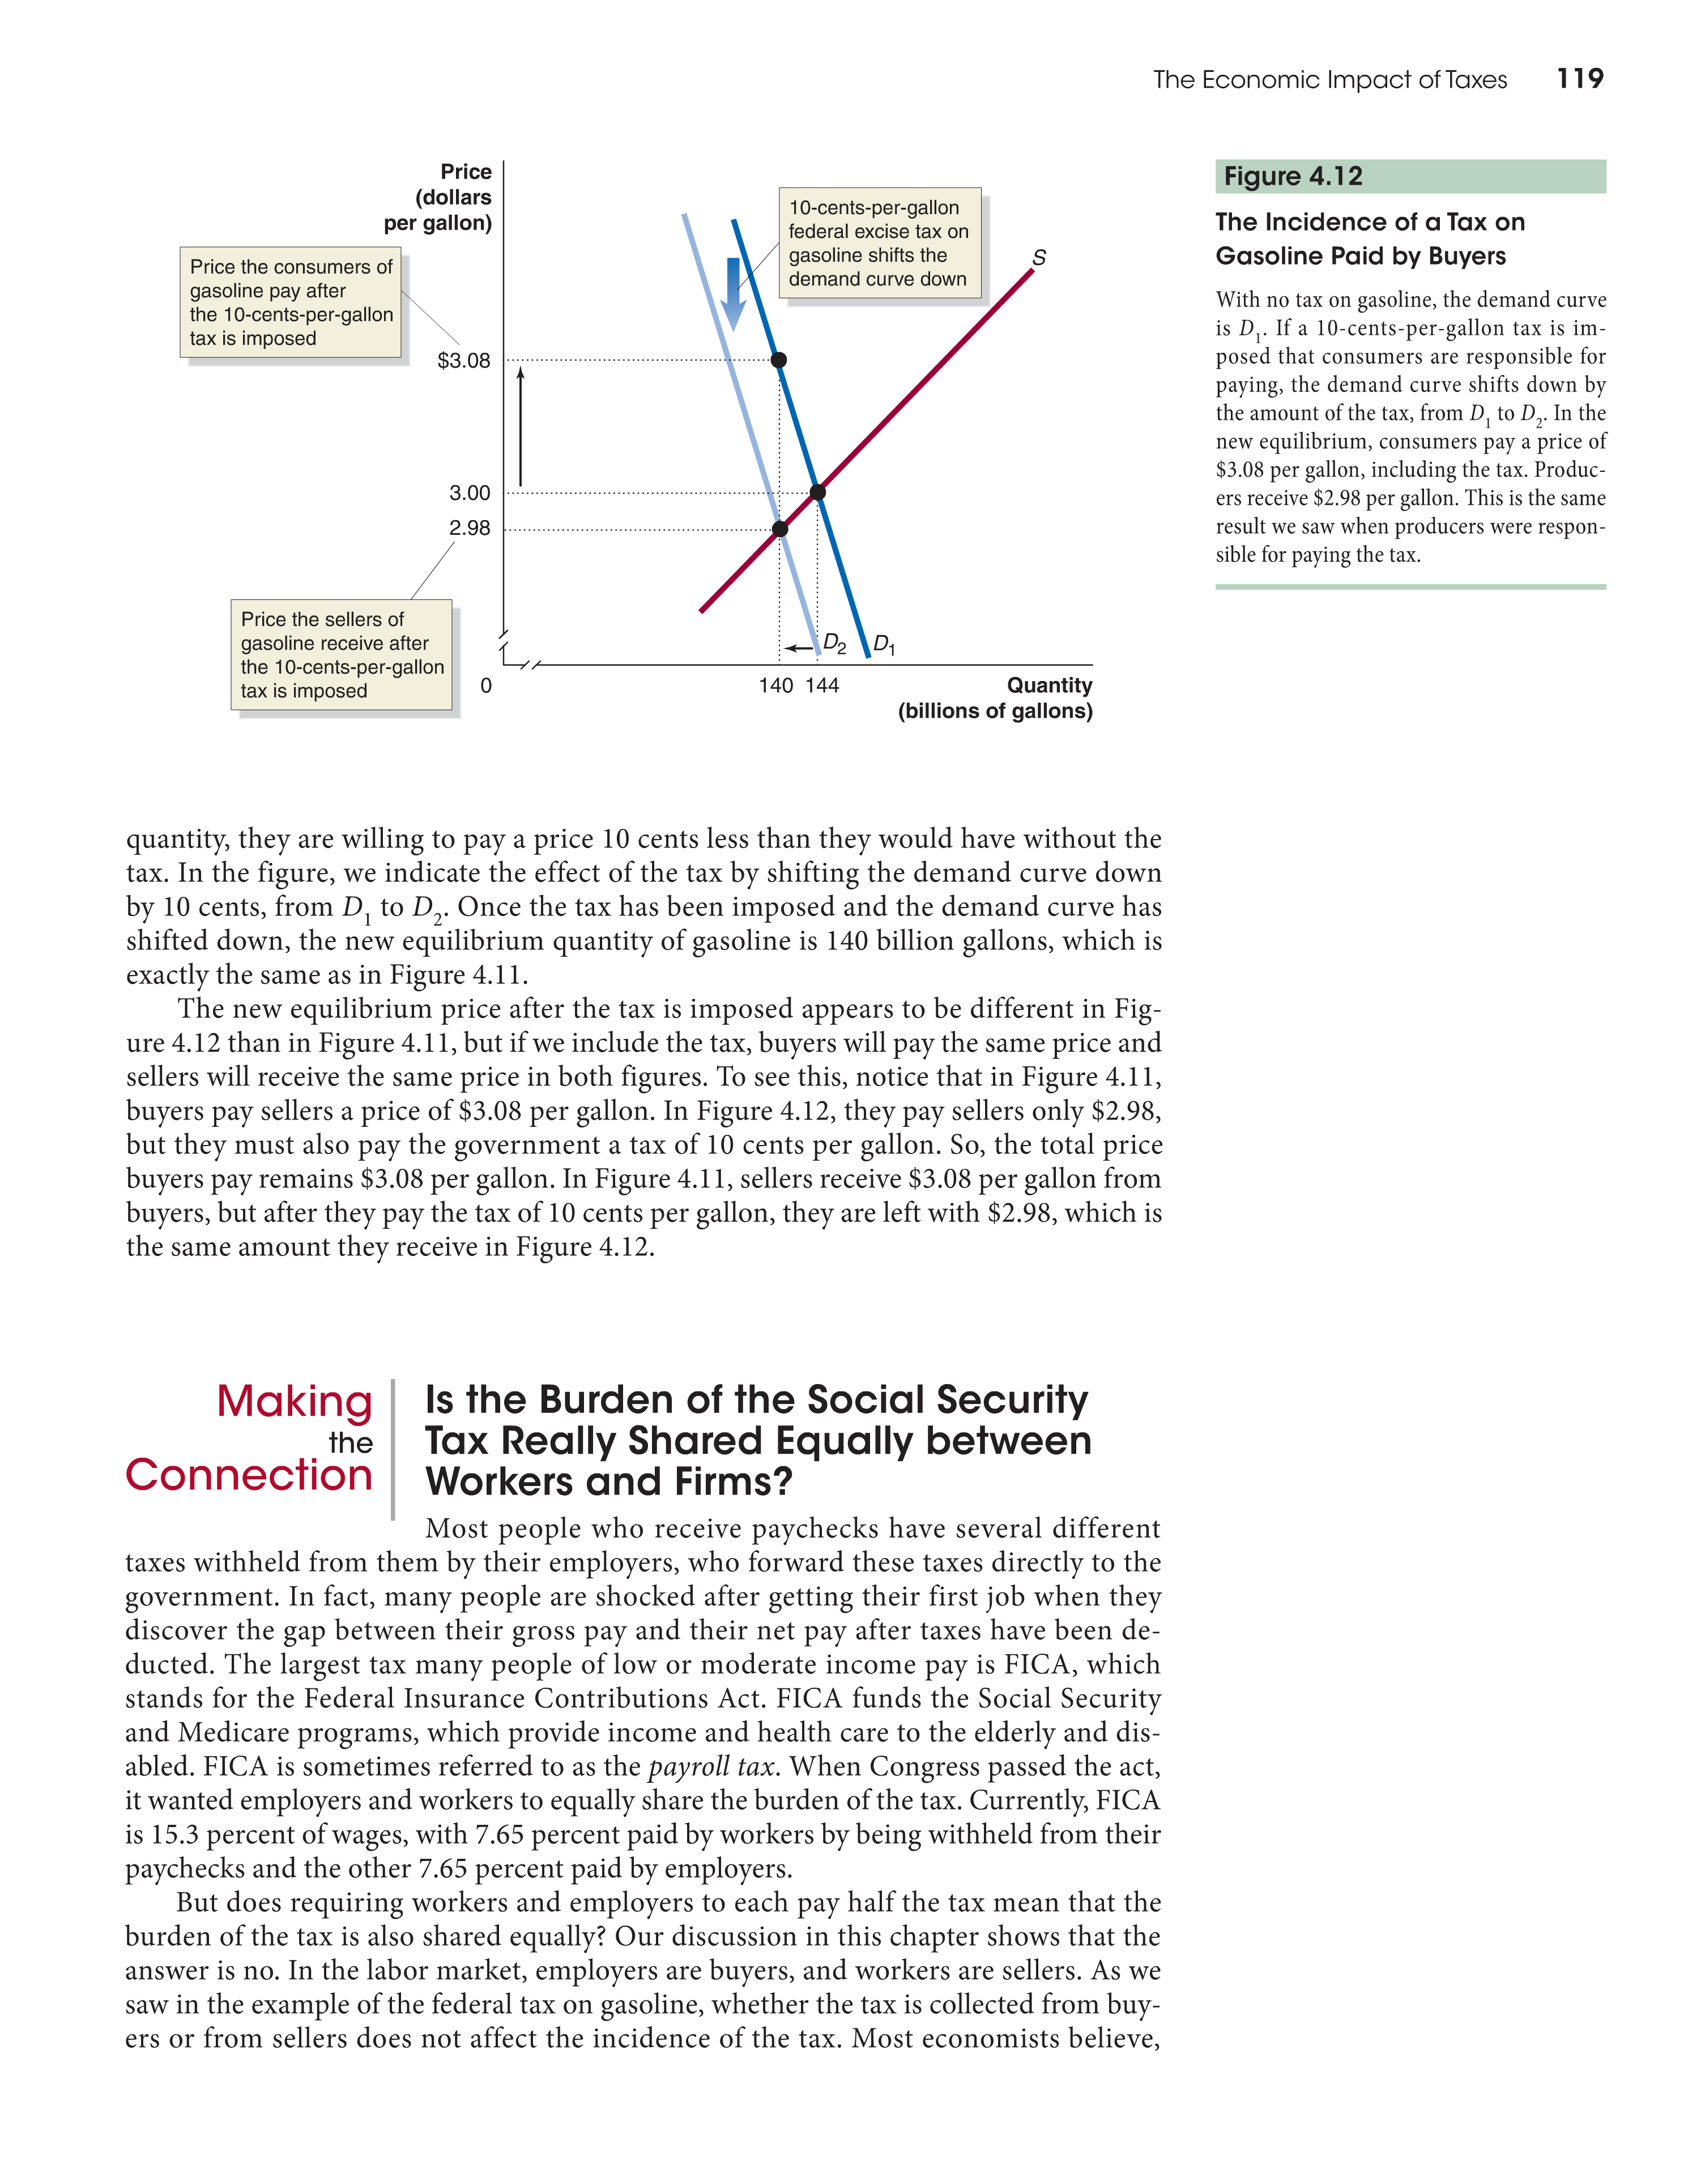 The Economic Impact of Taxes 119
Price
(dollars
per gallon)
10-cents-per-gallon
federal excise tax on
gasoline shifts the
demand curve down
Price the consumers of
gasoline pay after
the 10-cents-per-gallon
tax is imposed
S
$3.08
3.00
2.98
Price the sellers of
gasoline receive after
the 10-cents-per-gallon
tax is imposed
D2 D1
0 140 144 Quantity
(billions of gallons)
Figure 4.12
The Incidence of a Tax on
Gasoline Paid by Buyers
With no tax on gasoline, the demand curve
is D1. If a 10-cents-per-gallon tax is im-
posed that consumers are responsible for
paying, the demand curve shifts down by
the amount of the tax, from D1 to D2. In the
new equilibrium, consumers pay a price of
$3.08 per gallon, including the tax. Produc-
ers receive $2.98 per gallon. This is the same
result we saw when producers were respon-
sible for paying the tax.
quantity, they are willing to pay a price 10 cents less than they would have without the
tax. In the figure, we indicate the effect of the tax by shifting the demand curve down
by 10 cents, from D1 to D2. Once the tax has been imposed and the demand curve has
shifted down, the new equilibrium quantity of gasoline is 140 billion gallons, which is
exactly the same as in Figure 4.11.
The new equilibrium price after the tax is imposed appears to be different in Fig-
ure 4.12 than in Figure 4.11, but if we include the tax, buyers will pay the same price and
sellers will receive the same price in both figures. To see this, notice that in Figure 4.11,
buyers pay sellers a price of $3.08 per gallon. In Figure 4.12, they pay sellers only $2.98,
but they must also pay the government a tax of 10 cents per gallon. So, the total price
buyers pay remains $3.08 per gallon. In Figure 4.11, sellers receive $3.08 per gallon from
buyers, but after they pay the tax of 10 cents per gallon, they are left with $2.98, which is
the same amount they receive in Figure 4.12.
Making
the
Connection
Is the Burden of the Social Security
Tax Really Shared Equally between
Workers and Firms?
Most people who receive paychecks have several different
taxes withheld from them by their employers, who forward these taxes directly to the
government. In fact, many people are shocked after getting their first job when they
discover the gap between their gross pay and their net pay after taxes have been de-
ducted. The largest tax many people of low or moderate income pay is FICA, which
stands for the Federal Insurance Contributions Act. FICA funds the Social Security
and Medicare programs, which provide income and health care to the elderly and dis-
abled. FICA is sometimes referred to as the payroll tax. When Congress passed the act,
it wanted employers and workers to equally share the burden of the tax. Currently, FICA
is 15.3 percent of wages, with 7.65 percent paid by workers by being withheld from their
paychecks and the other 7.65 percent paid by employers.
But does requiring workers and employers to each pay half the tax mean that the
burden of the tax is also shared equally? Our discussion in this chapter shows that the
answer is no. In the labor market, employers are buyers, and workers are sellers. As we
saw in the example of the federal tax on gasoline, whether the tax is collected from buy-
ers or from sellers does not affect the incidence of the tax. Most economists believe,